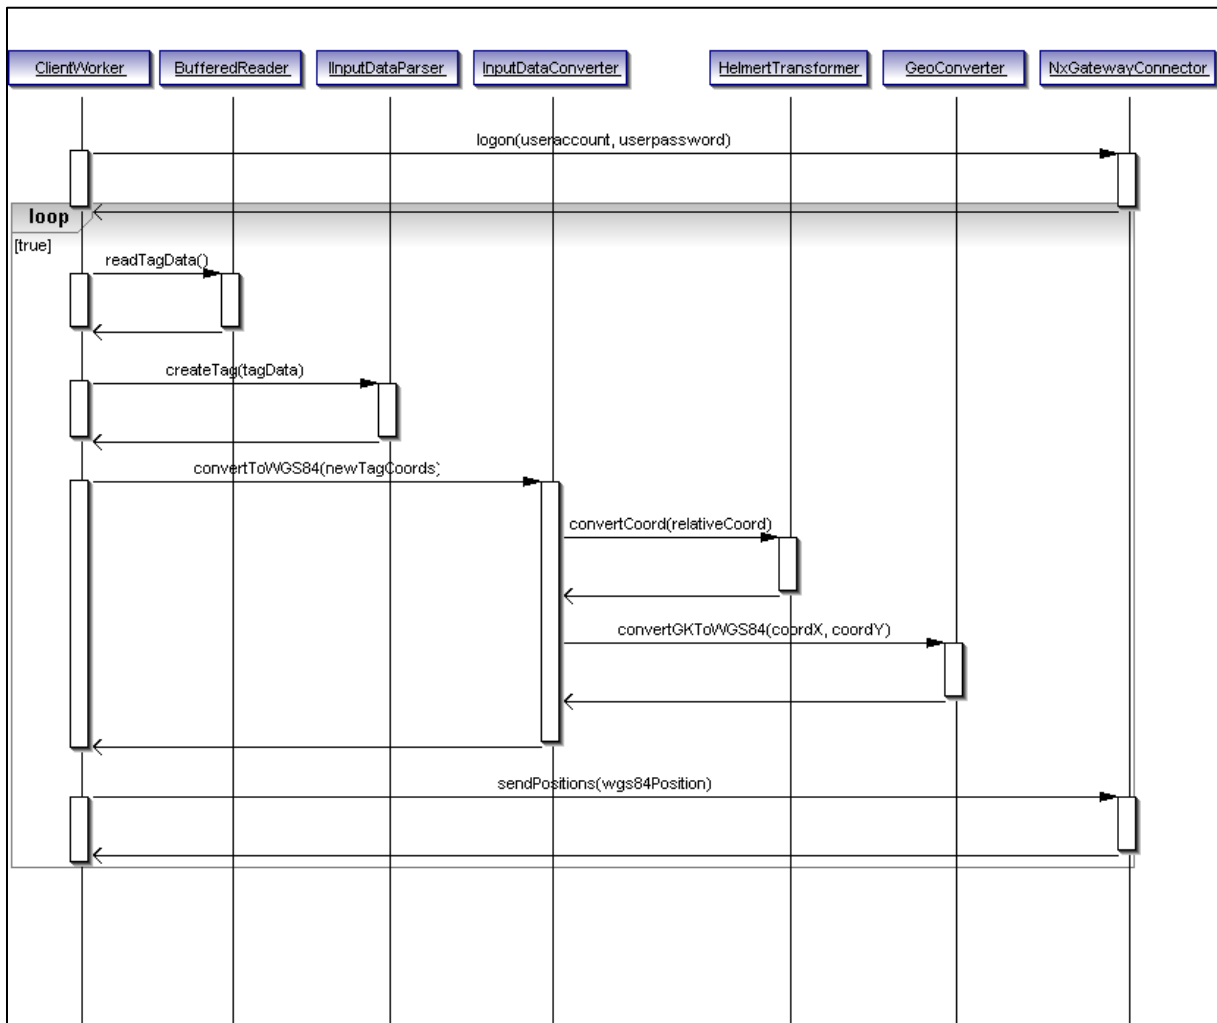 ClientWorker
BufferedReader
IInputDataParser
InputDataConverter
HelmertTransformer
GeoConverter
NxGatewayConnector
logon(useraccount, userpassword)
loop
[true]
readTagData()
createTag(tagData)
convertToWGS84(newTagCoords)
convertCoord(relativeCoord)
convertGKToWGS84(coordX, coordY)
sendPositions(wgs84Position)